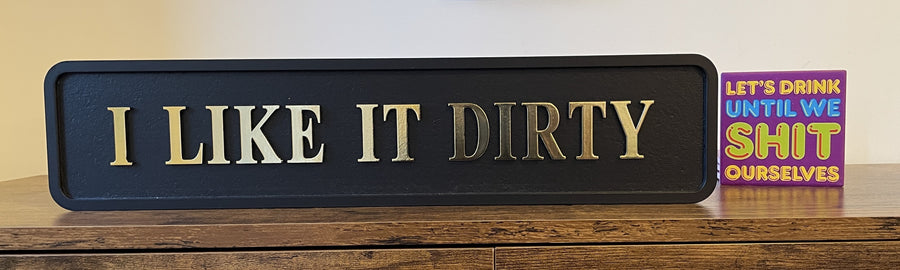 I LIKE IT DIRTY
LET'S DRINK
UNTIL WE
SHIT
OURSELVES